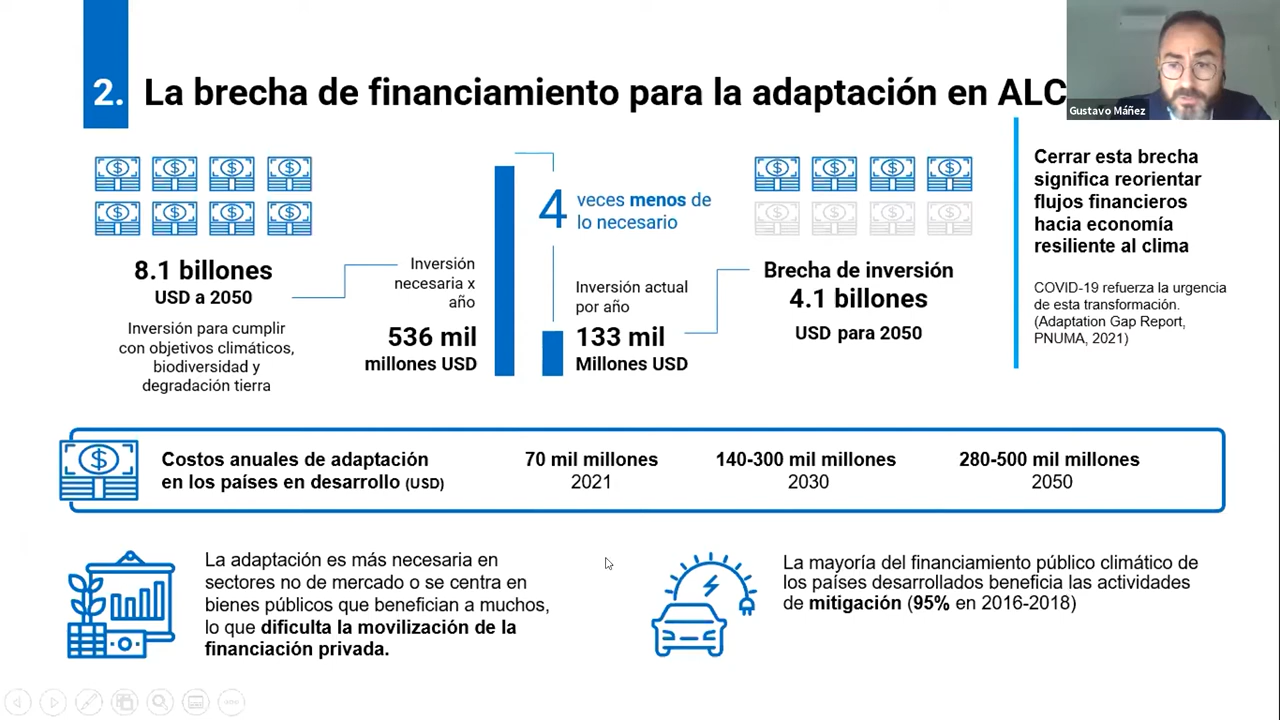 2. La brecha de financiamiento para la adaptación en ALC
Gustavo Máñez
8.1 billones
USD a 2050
Inversión para cumplir
con objetivos climáticos,
biodiversidad y
degradación tierra
Inversión
necesaria x
año
536 mil
millones USD
4 veces menos de
lo necesario
Inversión actual
por año
133 mil
Millones USD
Brecha de inversión
4.1 billones
USD para 2050
Cerrar esta brecha
significa reorientar
flujos financieros
hacia economía
resiliente al clima
COVID-19 refuerza la urgencia
de esta transformación.
(Adaptation Gap Report,
PNUMA, 2021)
Costos anuales de adaptación
en los países en desarrollo (USD)
70 mil millones
2021
140-300 mil millones
2030
280-500 mil millones
2050
La adaptación es más necesaria en
sectores no de mercado o se centra en
bienes públicos que benefician a muchos,
lo que dificulta la movilización de la
financiación privada.
La mayoría del financiamiento público climático de
los países desarrollados beneficia las actividades
de mitigación (95% en 2016-2018)